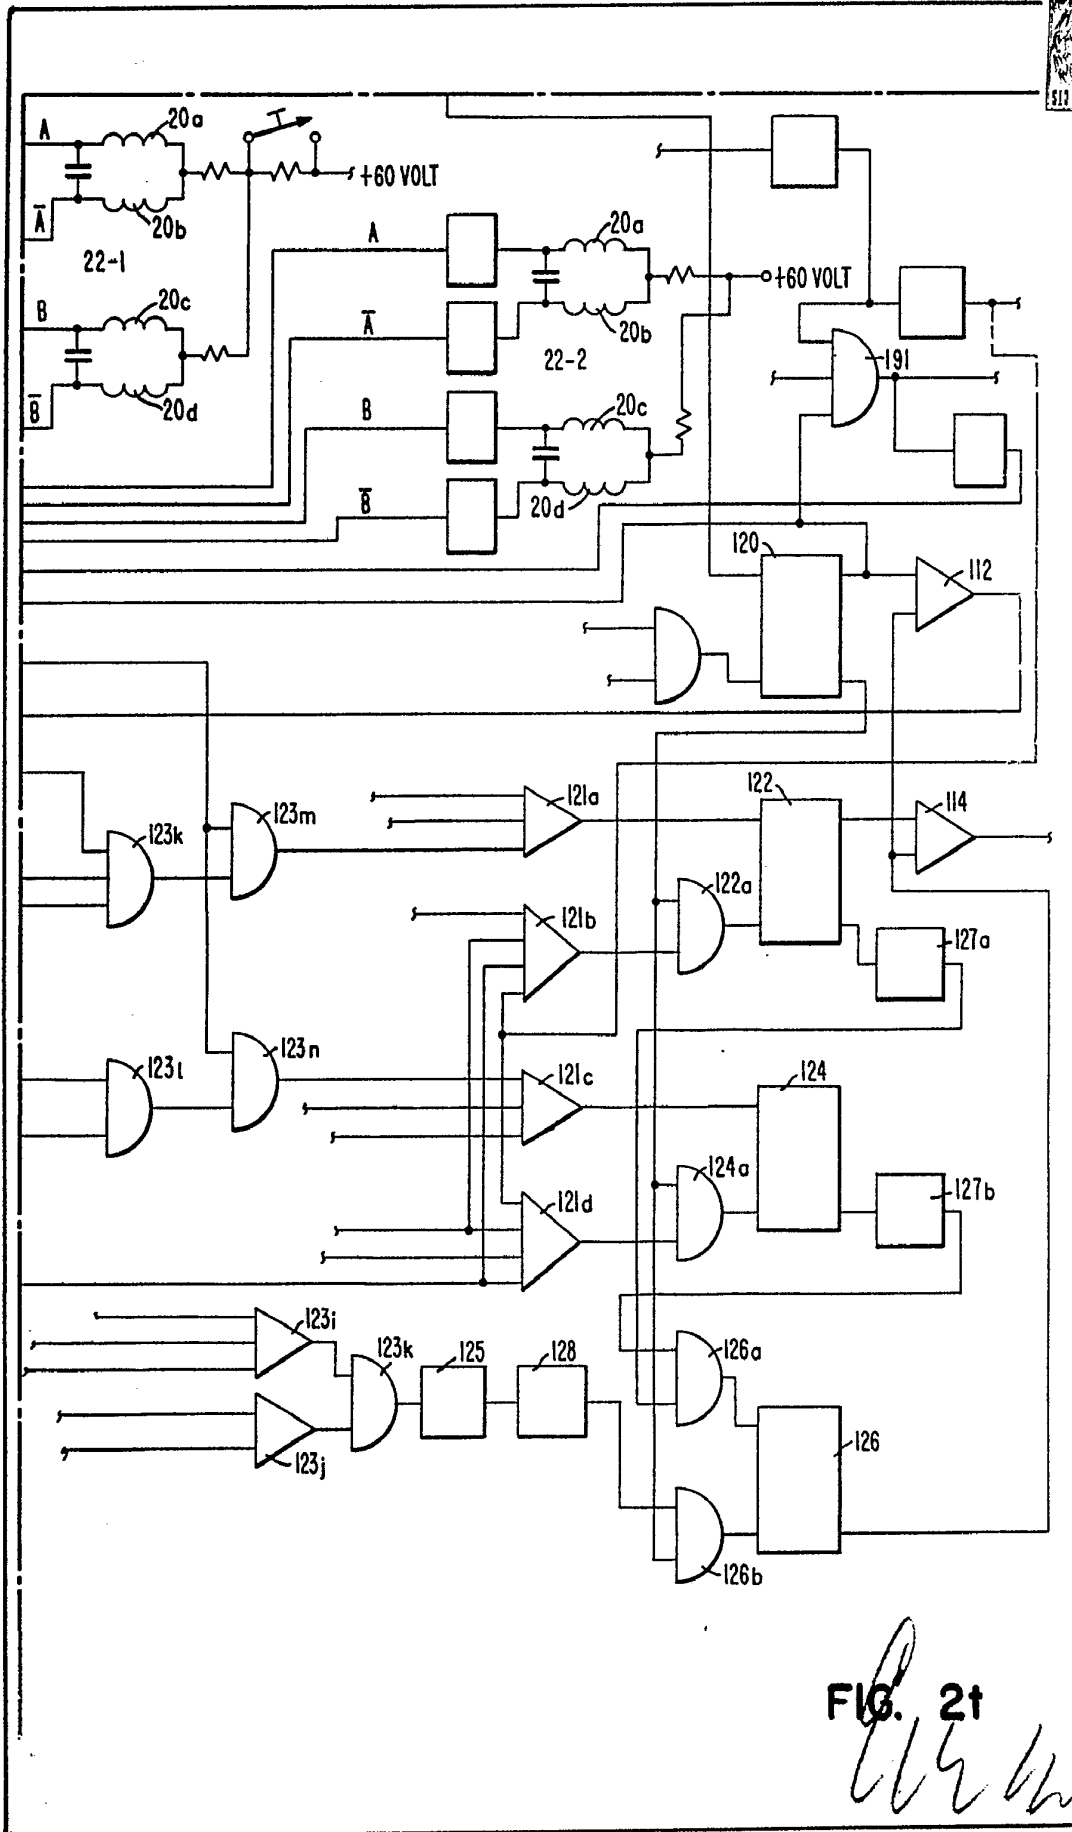 A 20a T
+60 VOLT
A̅ 20b
22-1
A 20a
+60 VOLT
B 20c
A̅ 20b
22-2
191
B̅ 20d
B 20c
B̅ 20d
120
112
121a 122 114
123k 123m
122a
121b 127a
123l 123n
121c 124
124a
121d 127b
123i
123k 125 128 126a
123j 126
126b
FIG. 2t